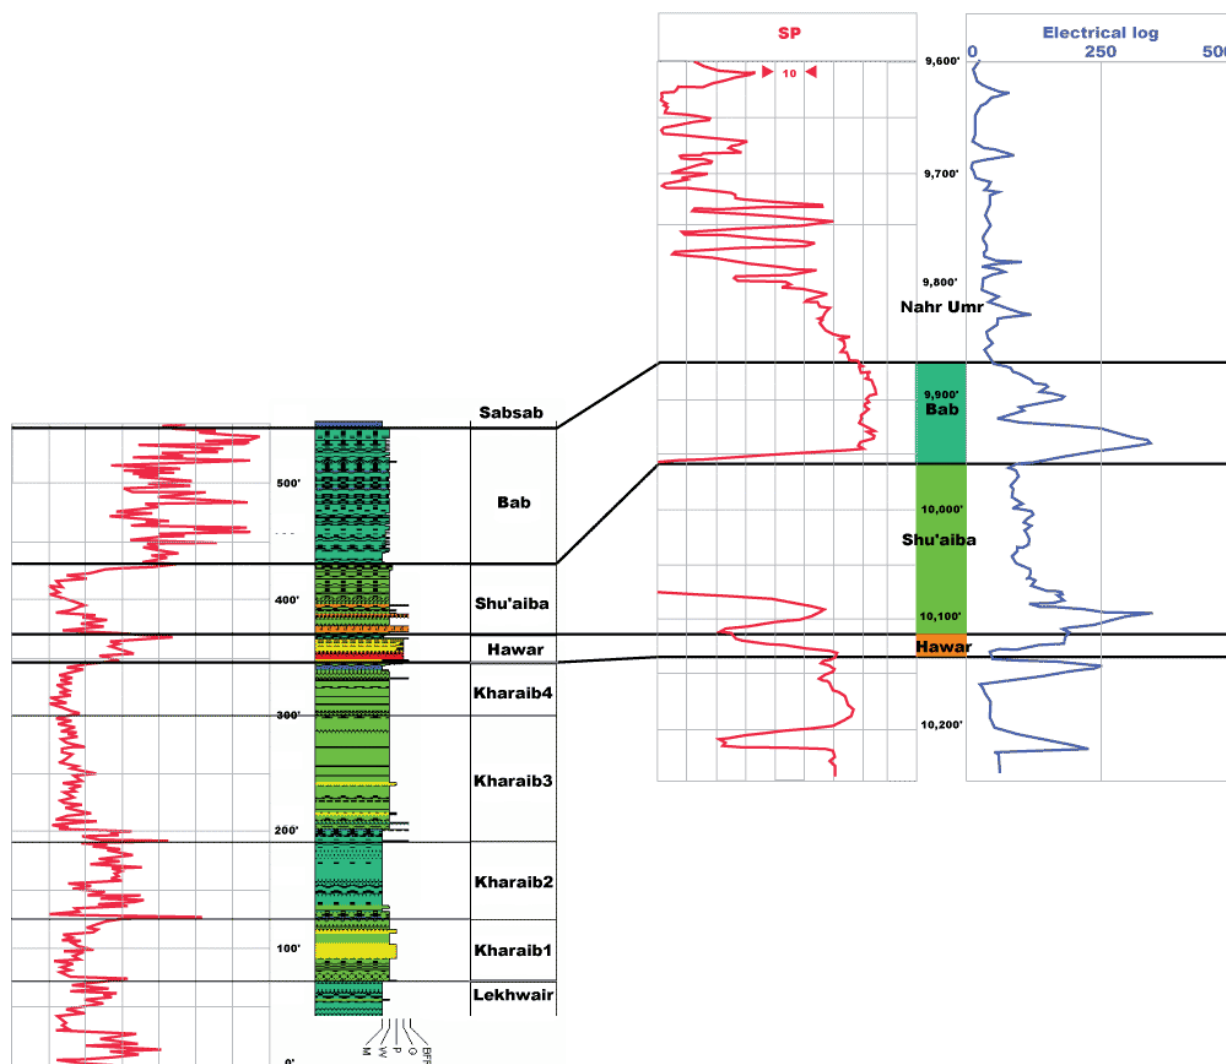 SP
Electrical log
0 250 500
9,600'
10
9,700'
9,800'
Nahr Umr
9,900'
Bab
Sabsab
500'
Bab
10,000'
Shu'aiba
400'
Shu'aiba
10,100'
Hawar
Hawar
Kharaib4
300'
10,200'
Kharaib3
200'
Kharaib2
100'
Kharaib1
Lekhwair
0'
M W P G